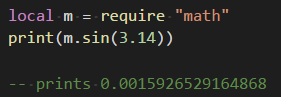 local m = require "math"
print(m.sin(3.14))
--- prints 0.0015926529164868